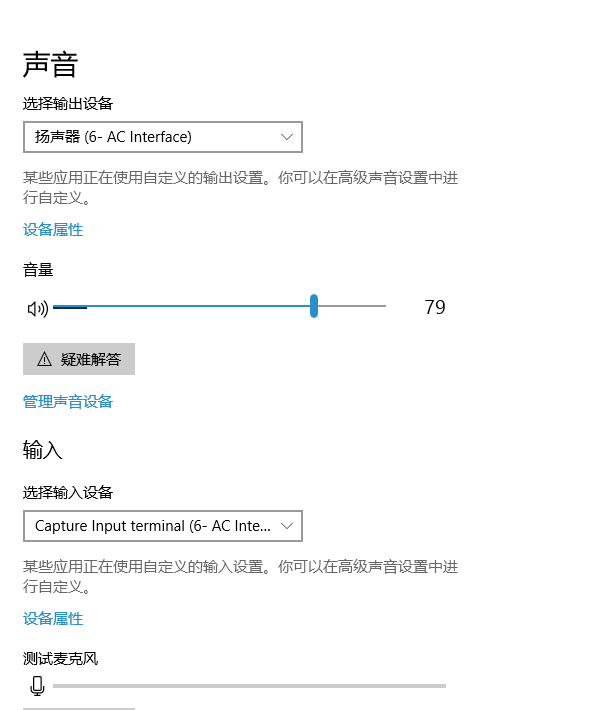 声音
选择输出设备
扬声器 (6- AC Interface)
某些应用正在使用自定义的输出设置。你可以在高级声音设置中进
行自定义。
设备属性
音量
79
疑难解答
管理声音设备
输入
选择输入设备
Capture Input terminal (6- AC Inte...
某些应用正在使用自定义的输入设置。你可以在高级声音设置中进
行自定义。
设备属性
测试麦克风